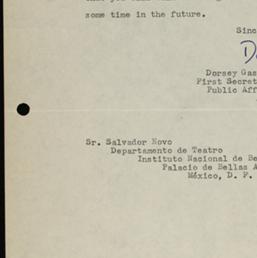 some time in the future.
Sinc
D
Dorsey Gas
First Secret
Public Aff
Sr. Salvador Novo
Departamento de Teatro
Instituto Nacional de Be
Palacio de Bellas A
México, D. F.